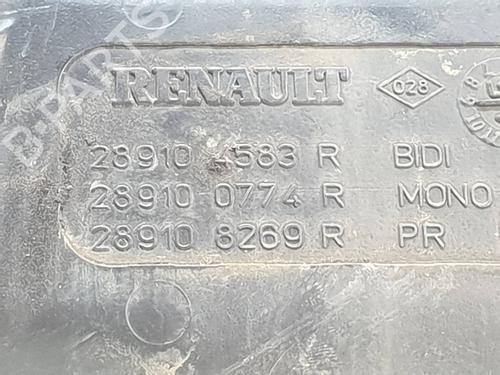 RENAULT 028
28910 4583 R BIDI
28910 0774 R MONO
28910 8269 R PR
B-PARTS